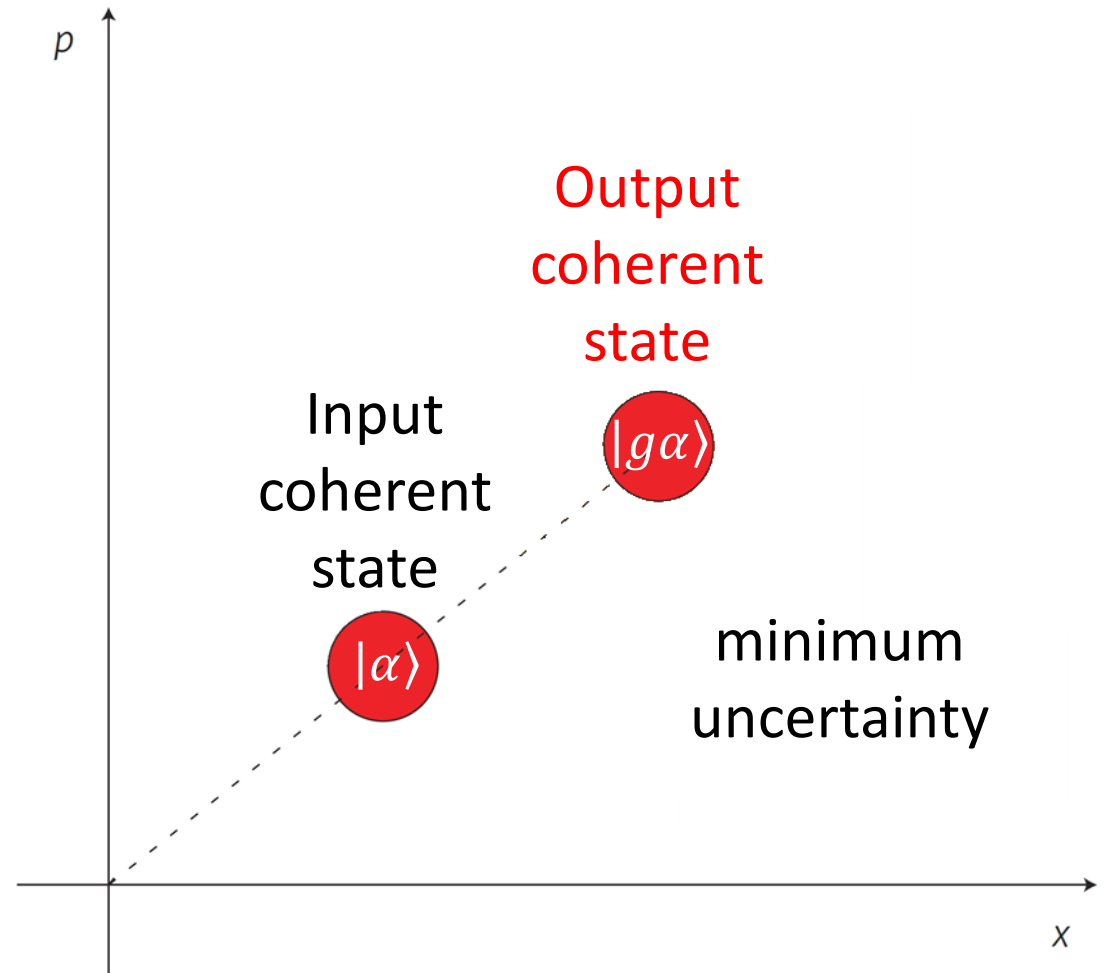 p
Output
coherent
state
Input
coherent
state
|gα⟩
|α⟩
minimum
uncertainty
x